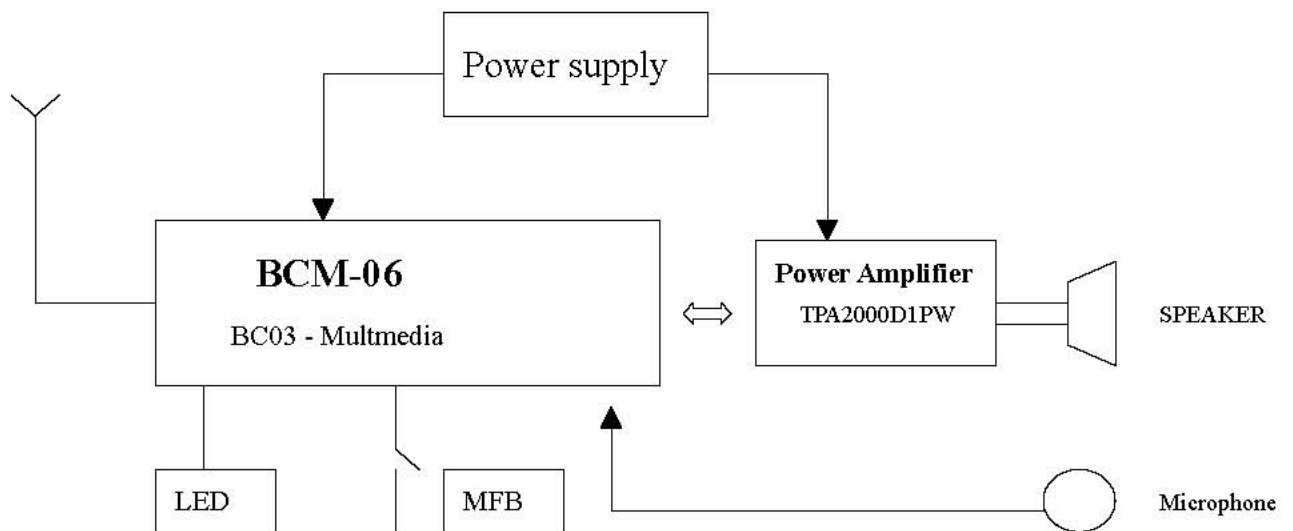 Power supply
BCM-06
BC03 - Multmedia
Power Amplifier
TPA2000D1PW
SPEAKER
LED
MFB
Microphone